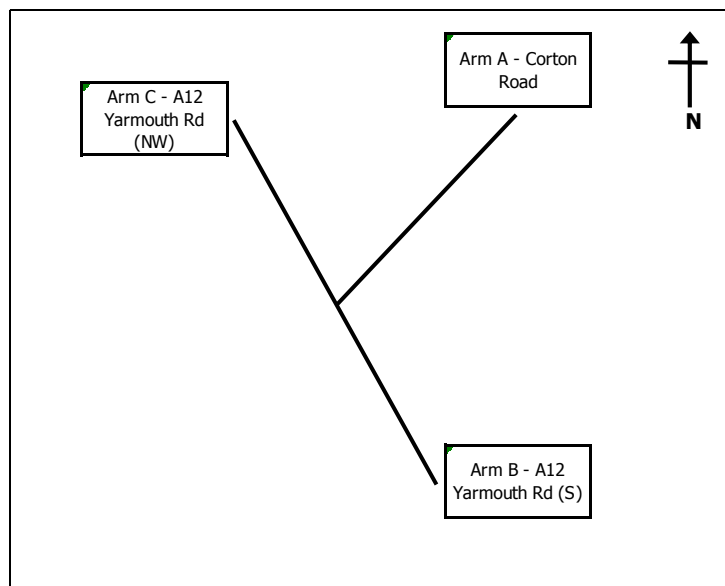 Arm A - Corton
Road
Arm C - A12
Yarmouth Rd
(NW)
N
Arm B - A12
Yarmouth Rd (S)